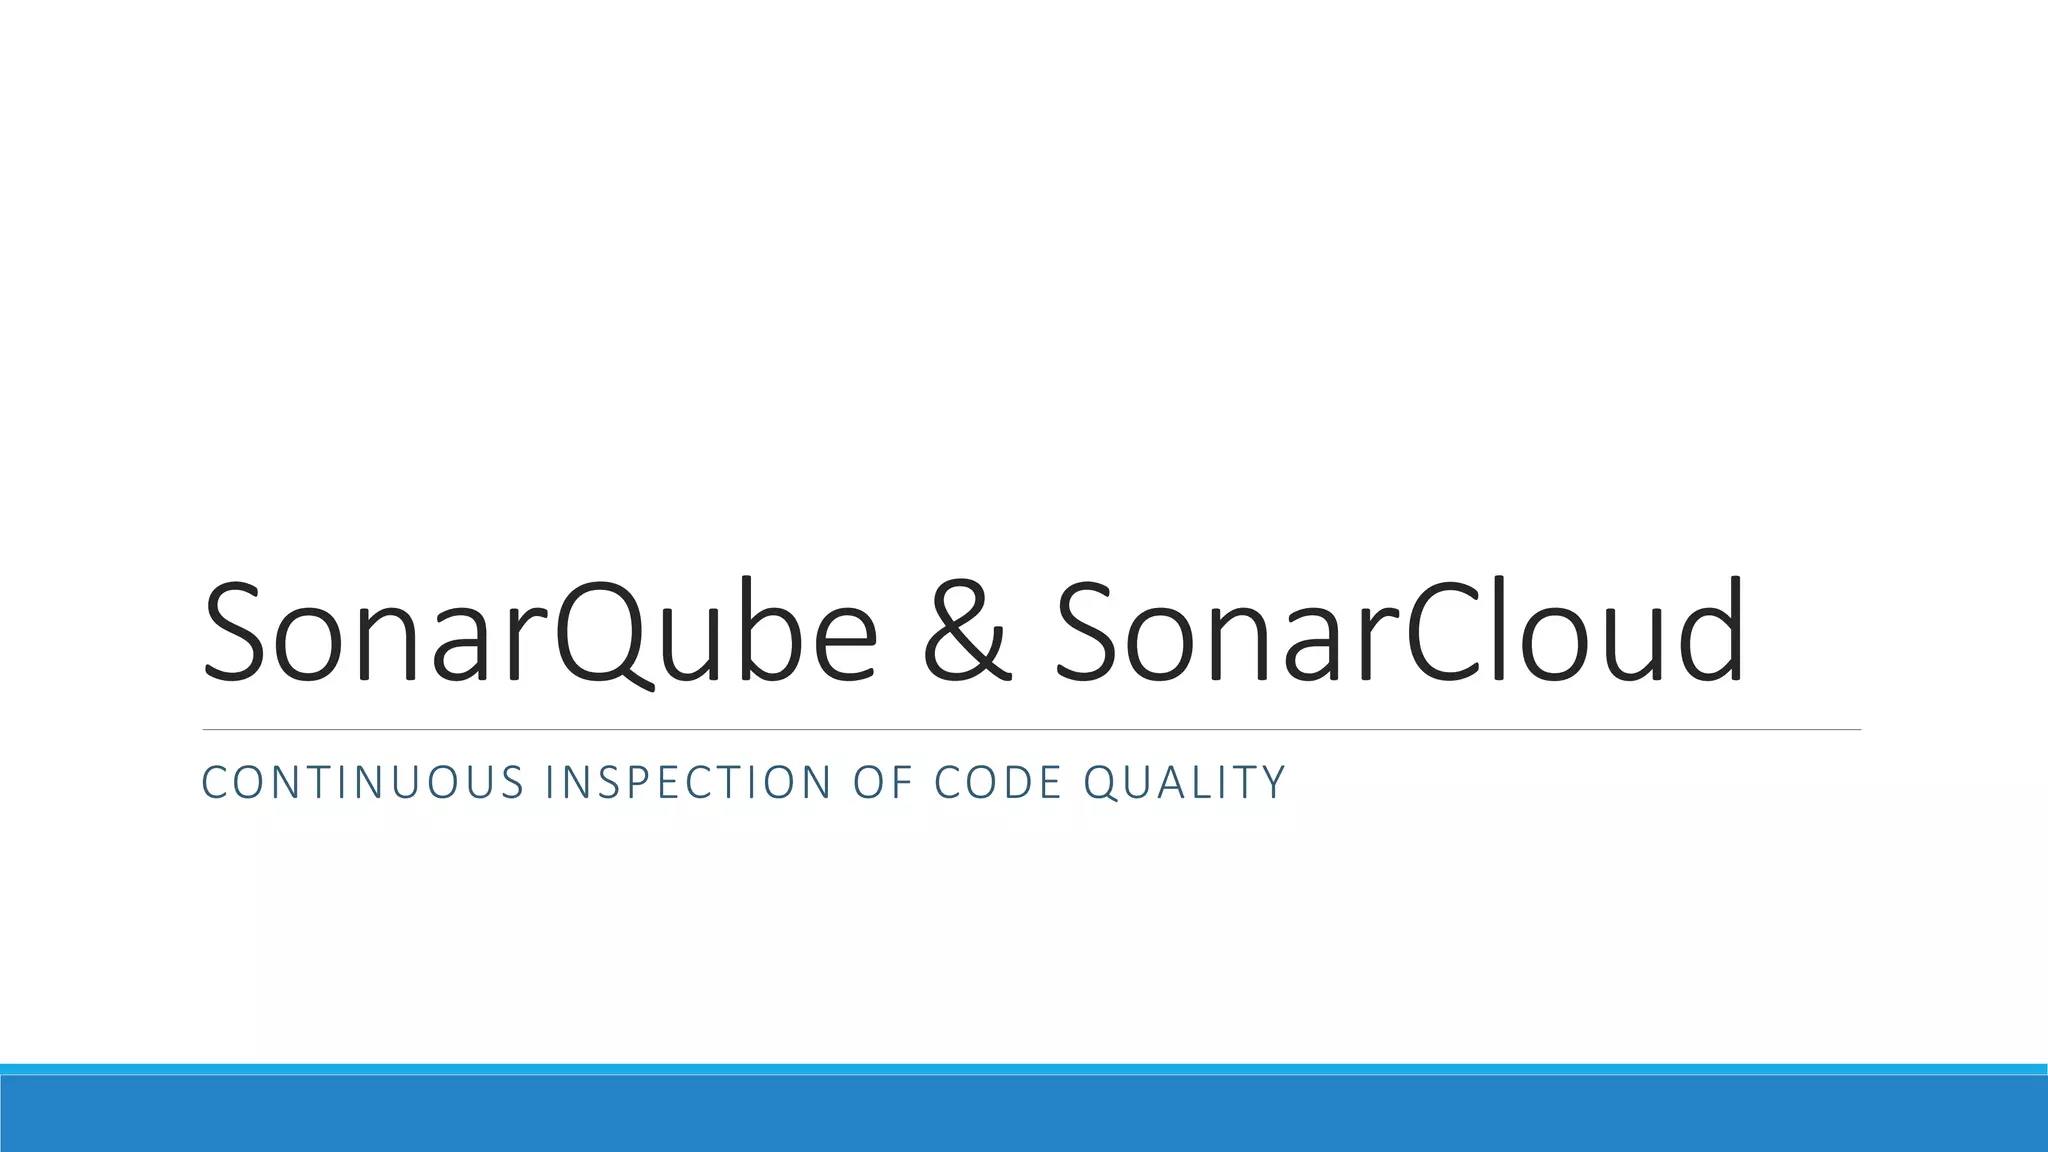 SonarQube & SonarCloud
CONTINUOUS INSPECTION OF CODE QUALITY